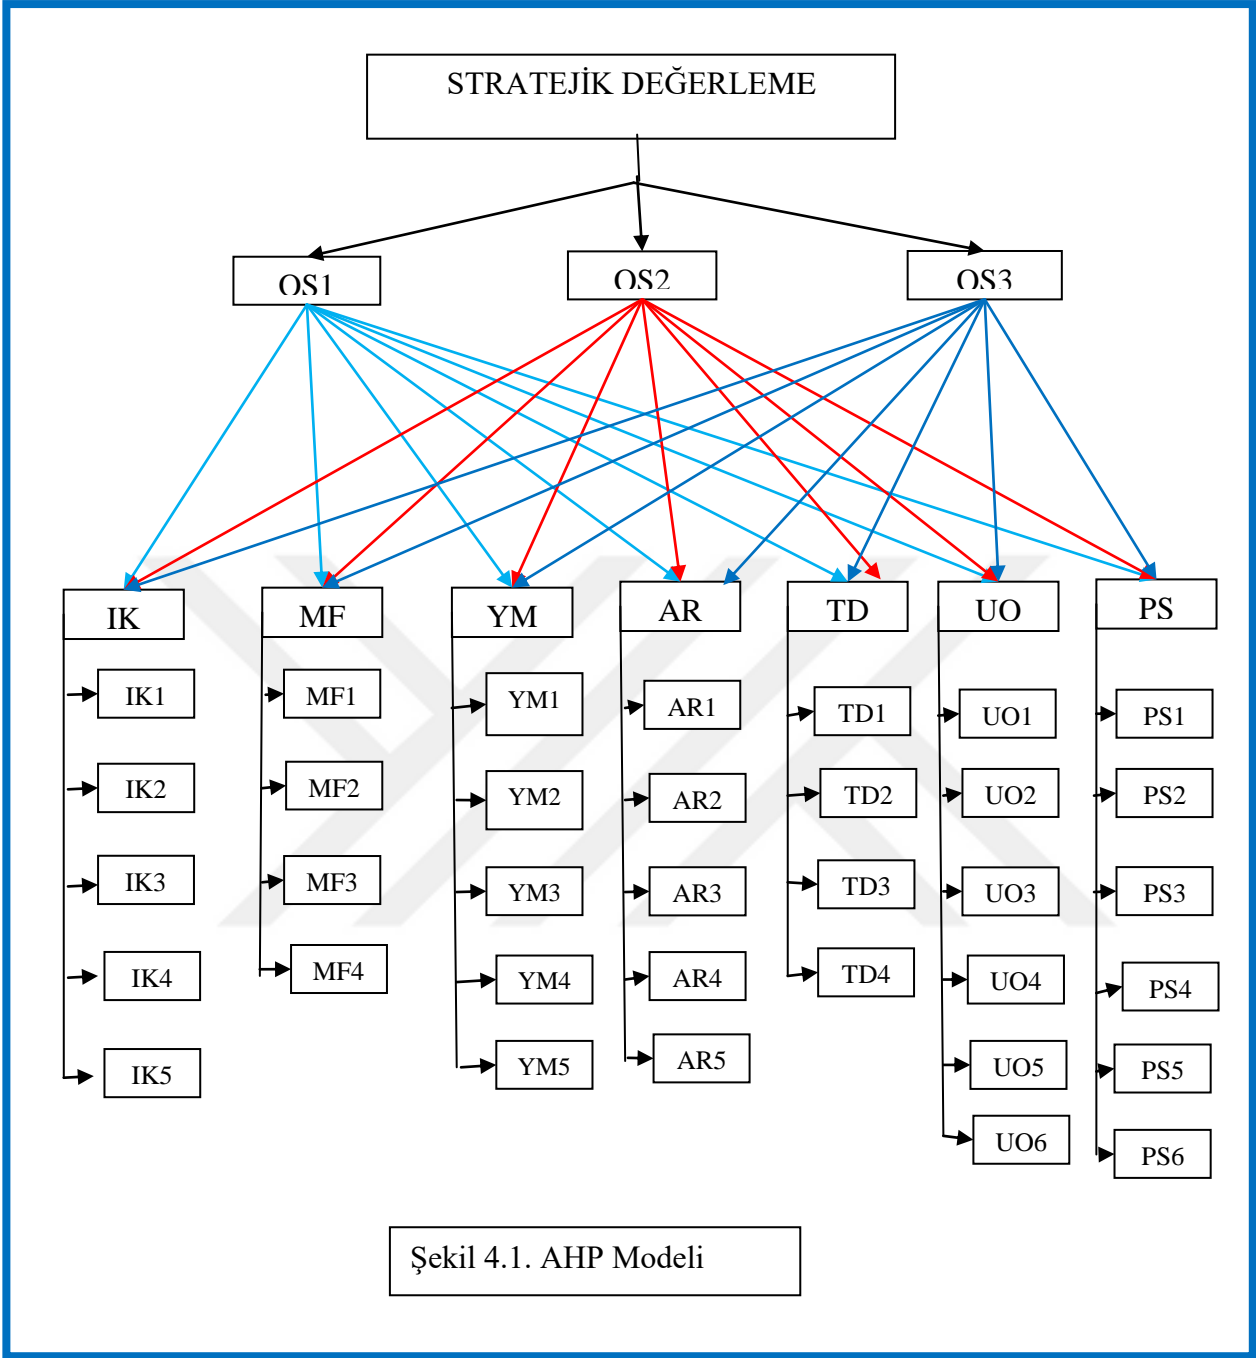 STRATEJİK DEĞERLEME
OS1 OS2 OS3
IK MF YM AR TD UO PS
IK1 MF1 YM1 AR1 TD1 UO1 PS1
IK2 MF2 YM2 AR2 TD2 UO2 PS2
IK3 MF3 YM3 AR3 TD3 UO3 PS3
IK4 MF4 YM4 AR4 TD4 UO4 PS4
IK5 YM5 AR5 UO5 PS5
UO6 PS6
Şekil 4.1. AHP Modeli